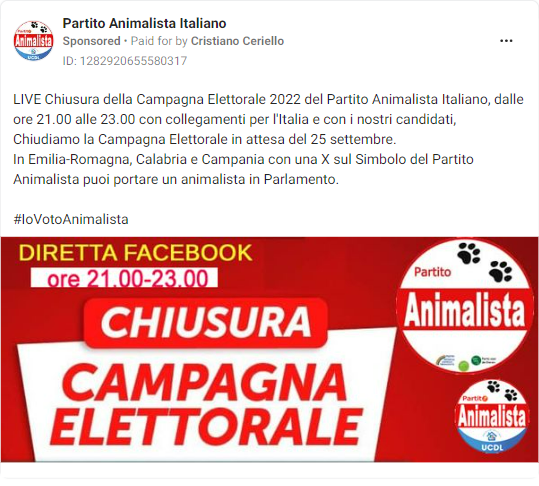 Partito Animalista Italiano
Sponsored • Paid for by Cristiano Ceriello
ID: 1282920655580317
LIVE Chiusura della Campagna Elettorale 2022 del Partito Animalista Italiano, dalle
ore 21.00 alle 23.00 con collegamenti per l'Italia e con i nostri candidati,
Chiudiamo la Campagna Elettorale in attesa del 25 settembre.
In Emilia-Romagna, Calabria e Campania con una X sul Simbolo del Partito
Animalista puoi portare un animalista in Parlamento.
#IoVotoAnimalista
DIRETTA FACEBOOK
ore 21.00-23.00
CHIUSURA
CAMPAGNA
ELETTORALE
Partito
Animalista
Partito
Animalista
UCDL